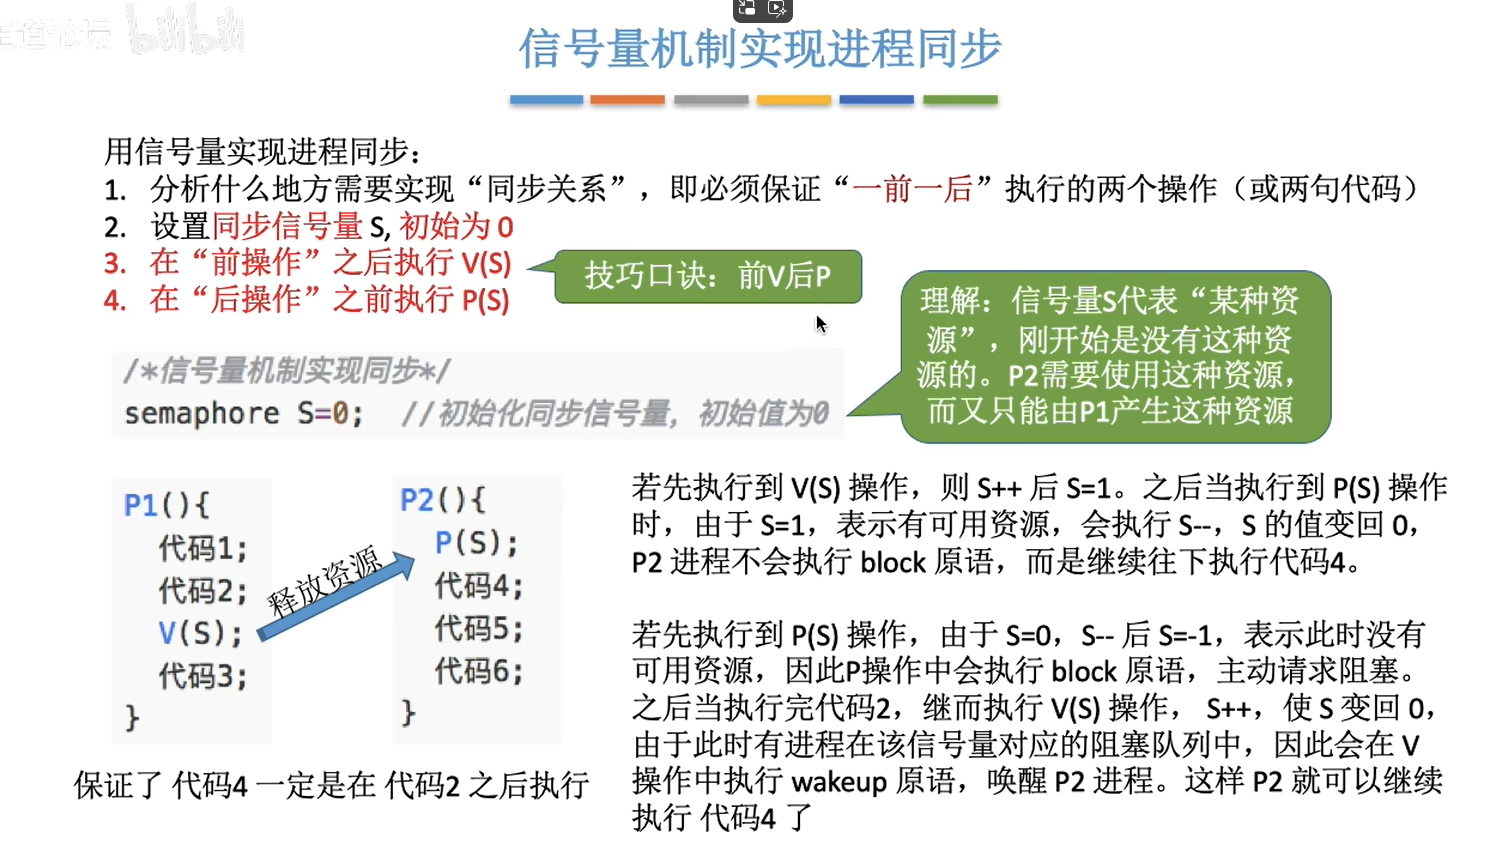 王道论坛 bilibili
信号量机制实现进程同步
用信号量实现进程同步：
1. 分析什么地方需要实现“同步关系”，即必须保证“一前一后”执行的两个操作（或两句代码）
2. 设置同步信号量 S, 初始为 0
3. 在“前操作”之后执行 V(S)
4. 在“后操作”之前执行 P(S)
技巧口诀：前V后P
理解：信号量S代表“某种资
源”，刚开始是没有这种资
源的。P2需要使用这种资源，
而又只能由P1产生这种资源
/*信号量机制实现同步*/
semaphore S=0; //初始化同步信号量，初始值为0
P1(){
代码1;
代码2;
V(S);
代码3;
}
释放资源
P2(){
P(S);
代码4;
代码5;
代码6;
}
保证了 代码4 一定是在 代码2 之后执行
若先执行到 V(S) 操作，则 S++ 后 S=1。之后当执行到 P(S) 操作
时，由于 S=1，表示有可用资源，会执行 S--，S 的值变回 0，
P2 进程不会执行 block 原语，而是继续往下执行代码4。
若先执行到 P(S) 操作，由于 S=0，S-- 后 S=-1，表示此时没有
可用资源，因此P操作中会执行 block 原语，主动请求阻塞。
之后当执行完代码2，继而执行 V(S) 操作， S++，使 S 变回 0，
由于此时有进程在该信号量对应的阻塞队列中，因此会在 V
操作中执行 wakeup 原语，唤醒 P2 进程。这样 P2 就可以继续
执行 代码4 了